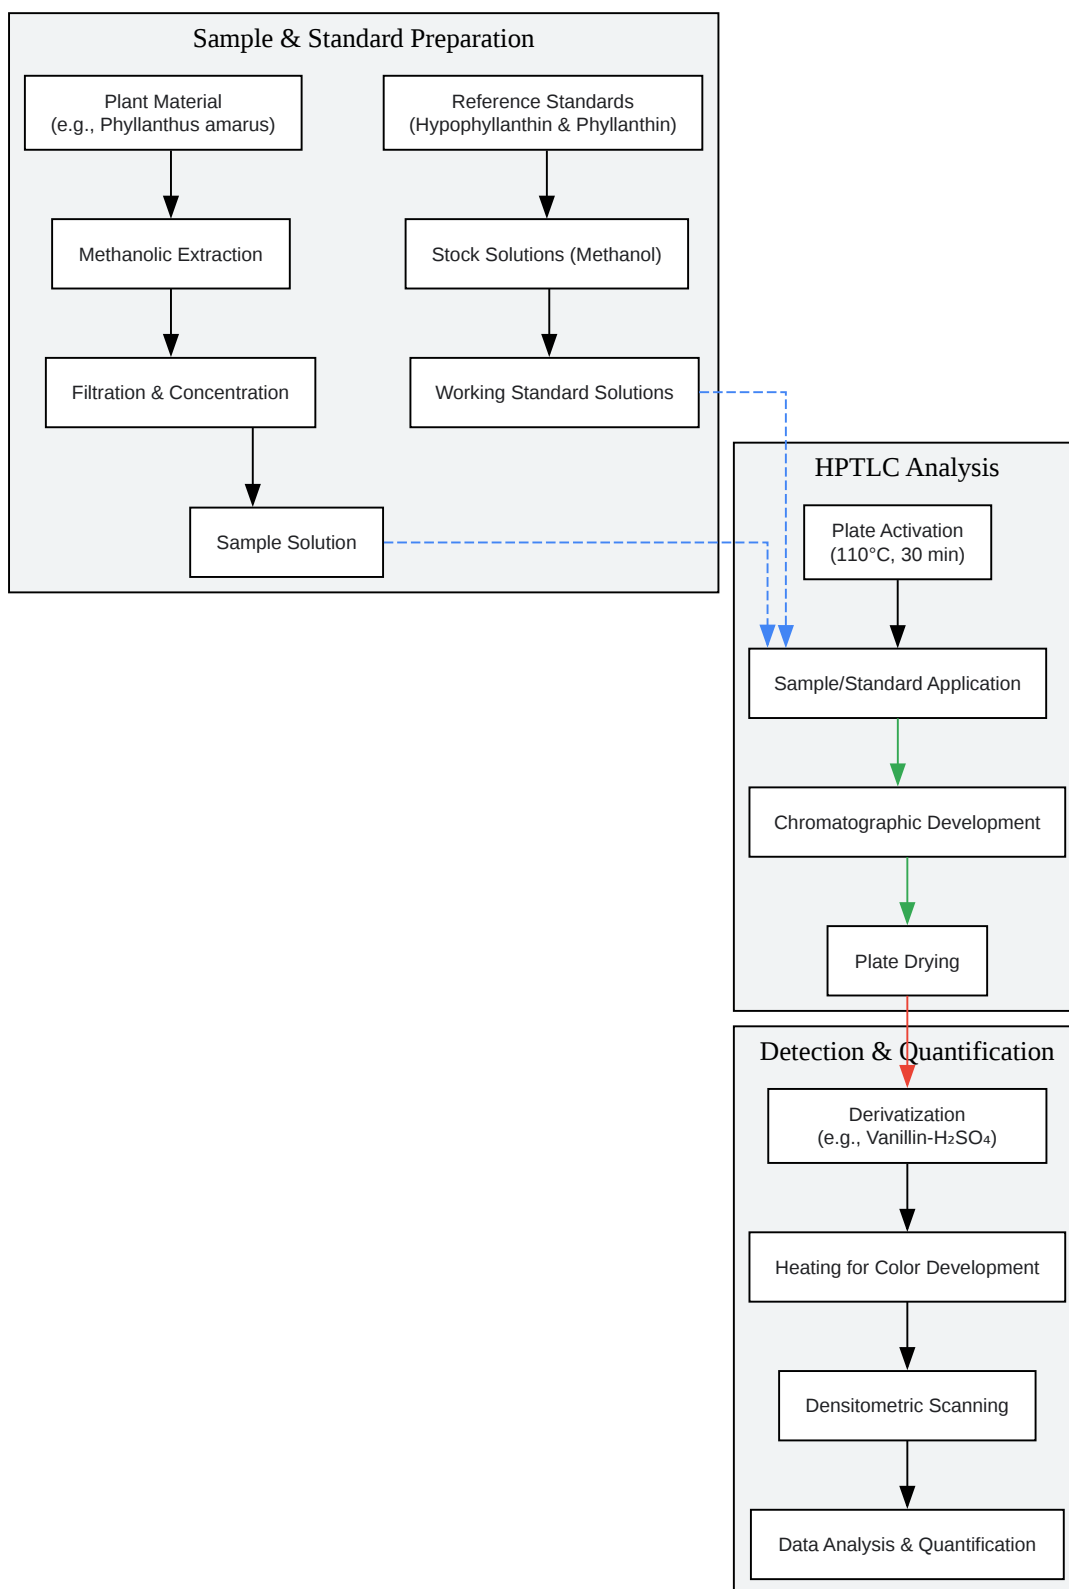 Sample & Standard Preparation
Plant Material
(e.g., Phyllanthus amarus)
Reference Standards
(Hypophyllanthin & Phyllanthin)
Methanolic Extraction
Stock Solutions (Methanol)
Filtration & Concentration
Working Standard Solutions
Sample Solution
HPTLC Analysis
Plate Activation
(110°C, 30 min)
Sample/Standard Application
Chromatographic Development
Plate Drying
Detection & Quantification
Derivatization
(e.g., Vanillin-H₂SO₄)
Heating for Color Development
Densitometric Scanning
Data Analysis & Quantification